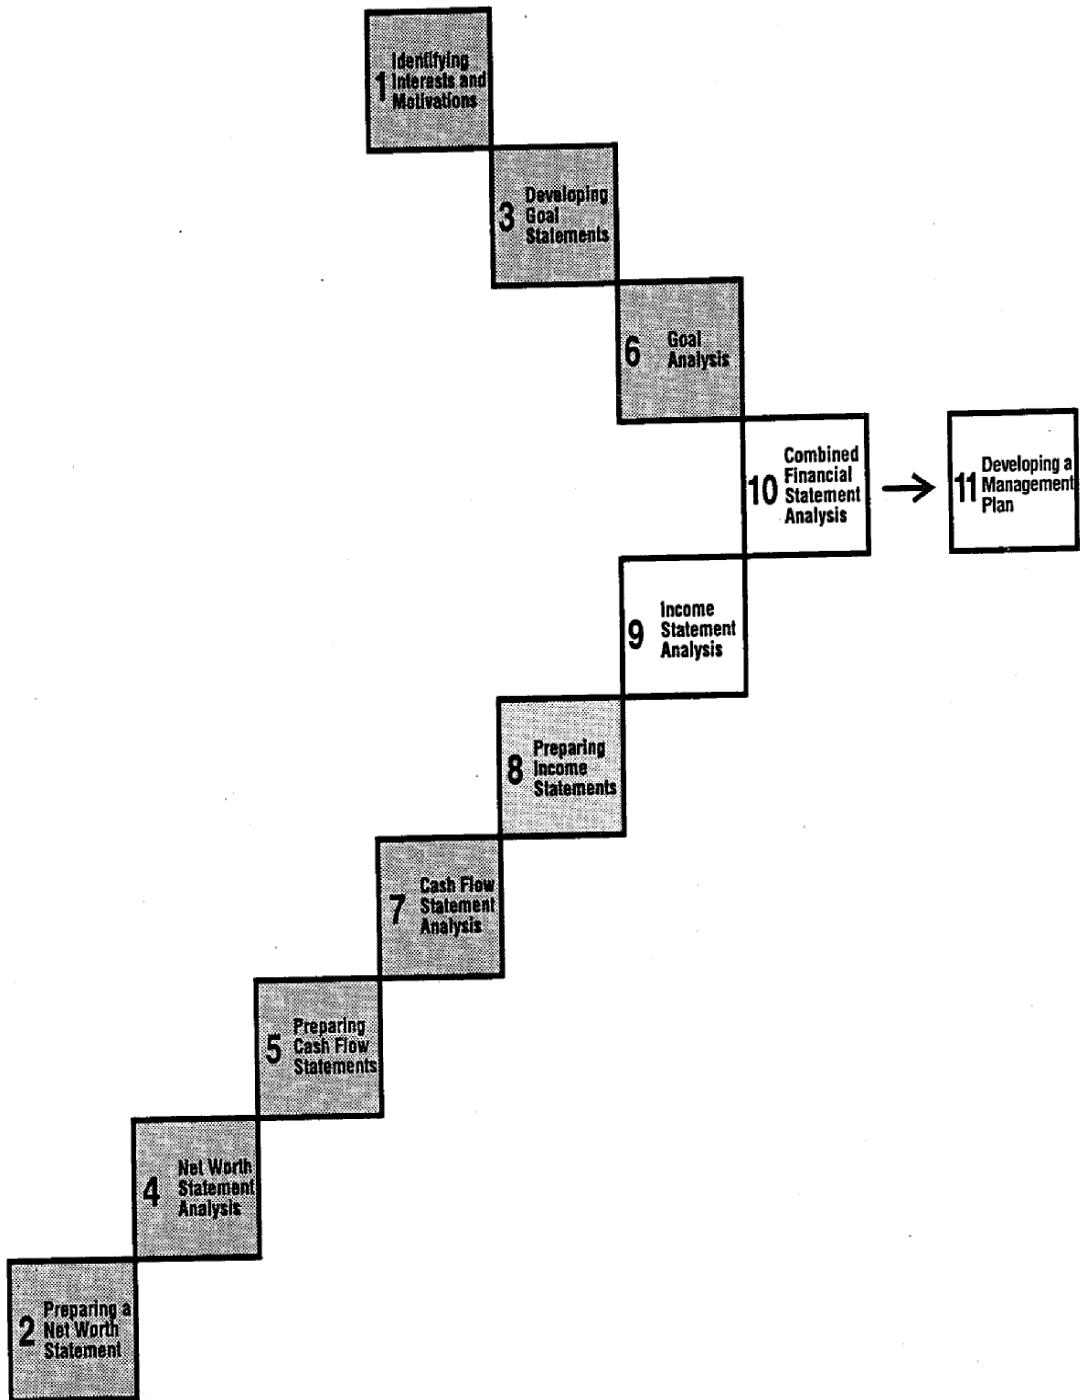 1
Identifying
Interests and
Motivations
3
Developing
Goal
Statements
6
Goal
Analysis
10
Combined
Financial
Statement
Analysis
11
Developing a
Management
Plan
9
Income
Statement
Analysis
8
Preparing
Income
Statements
7
Cash Flow
Statement
Analysis
5
Preparing
Cash Flow
Statements
4
Net Worth
Statement
Analysis
2
Preparing a
Net Worth
Statement